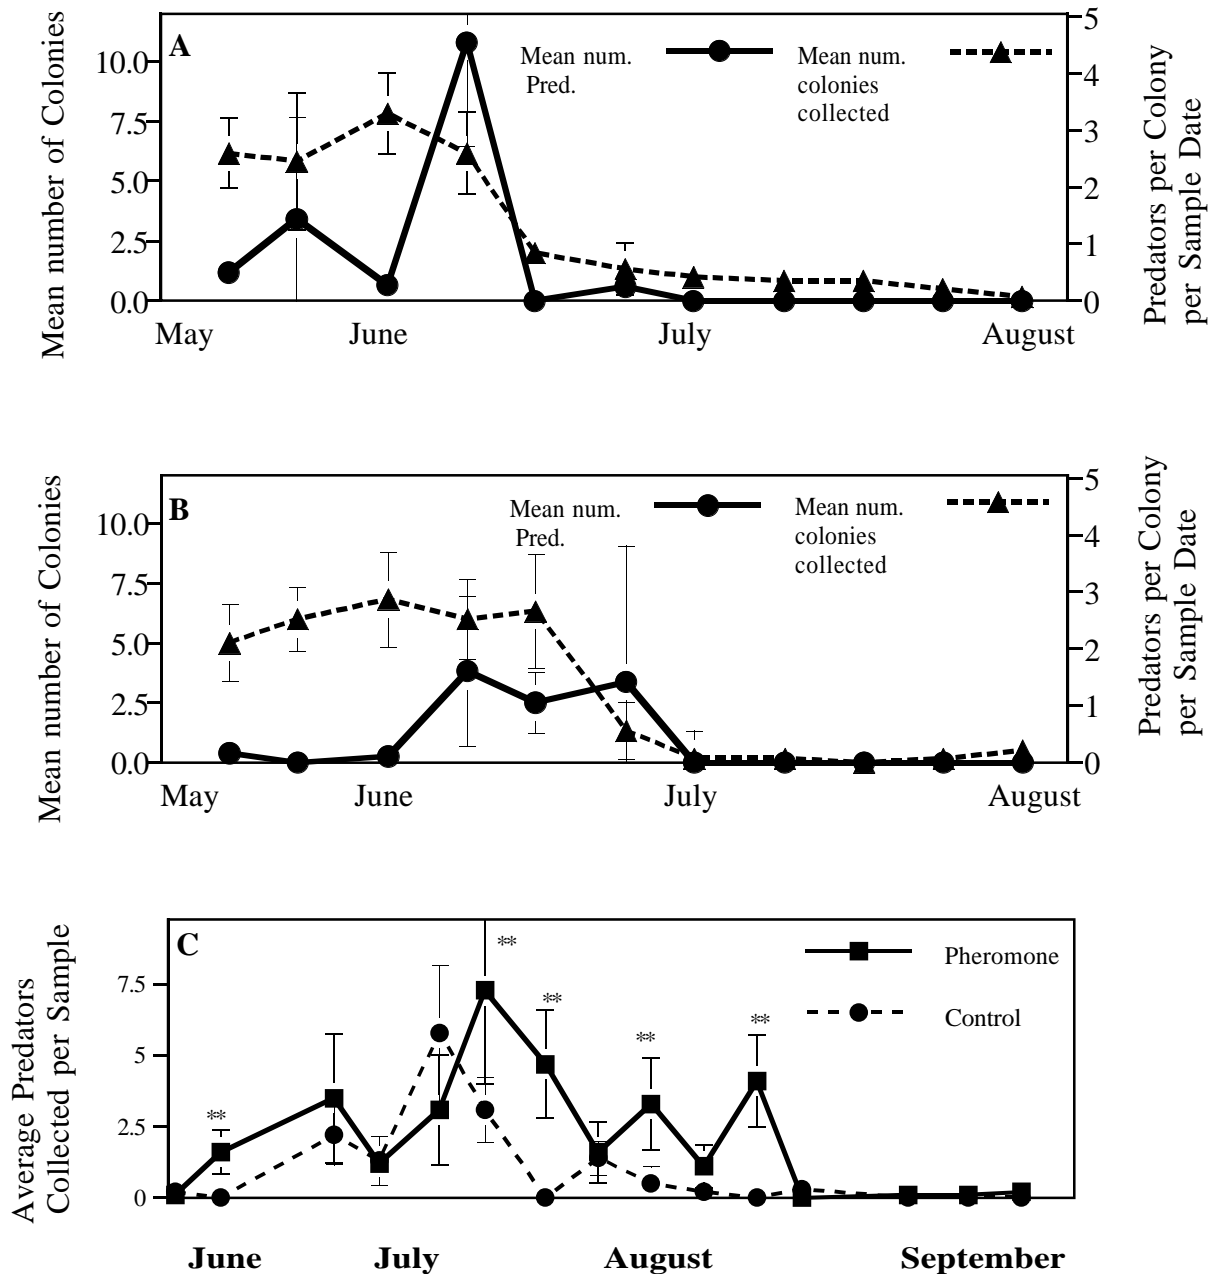 A
Mean num.
Pred.
Mean num.
colonies
collected
Mean number of Colonies
10.0
7.5
5.0
2.5
0.0
5
4
3
2
1
0
Predators per Colony
per Sample Date
May June July August
B
Mean num.
Pred.
Mean num.
colonies
collected
Mean number of Colonies
10.0
7.5
5.0
2.5
0.0
5
4
3
2
1
0
Predators per Colony
per Sample Date
May June July August
C
Pheromone
Control
Average Predators
Collected per Sample
7.5
5
2.5
0
**
**
**
**
**
June July August September